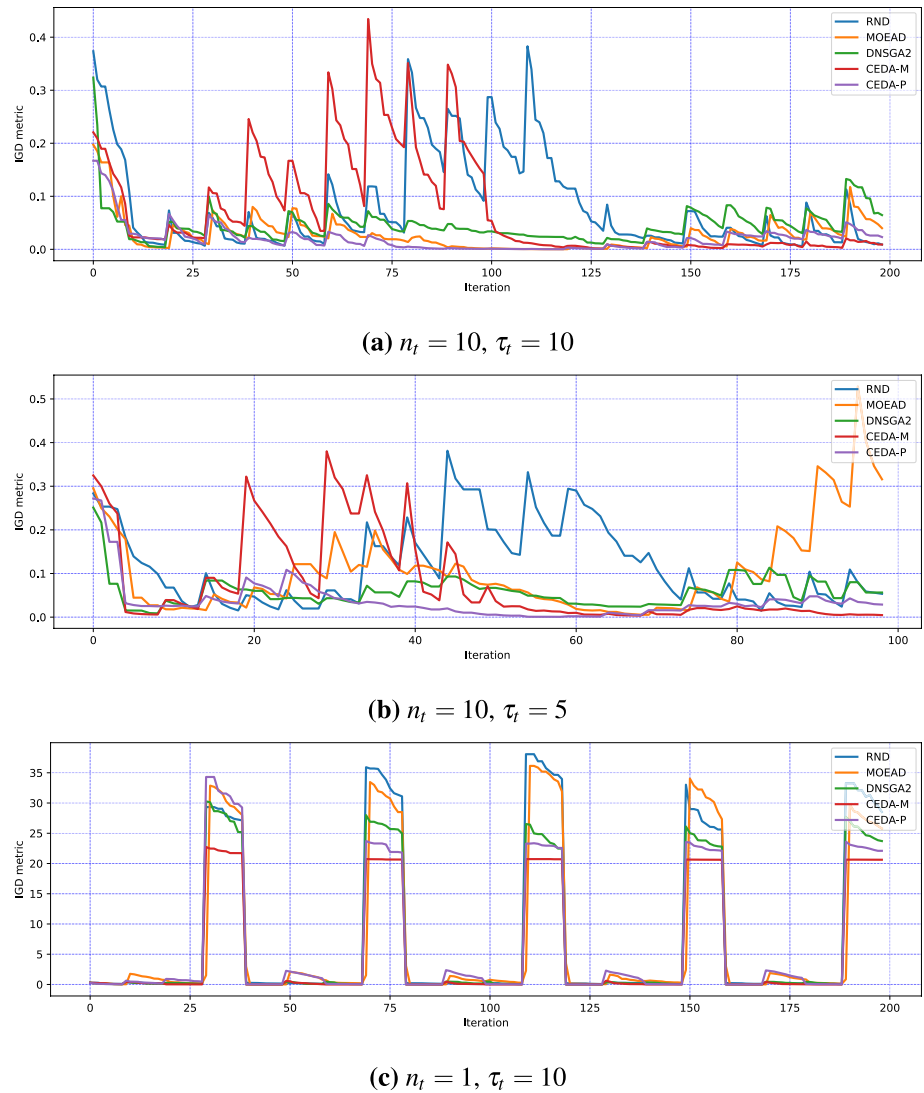 0.4
0.3
0.2
0.1
0.0
IGD metric
RND
MOEAD
DNSGA2
CEDA-M
CEDA-P
0 25 50 75 100 125 150 175 200
Iteration
(a) n_t = 10, τ_t = 10
0.5
0.4
0.3
0.2
0.1
0.0
IGD metric
RND
MOEAD
DNSGA2
CEDA-M
CEDA-P
0 20 40 60 80 100
Iteration
(b) n_t = 10, τ_t = 5
35
30
25
20
15
10
5
0
IGD metric
RND
MOEAD
DNSGA2
CEDA-M
CEDA-P
0 25 50 75 100 125 150 175 200
Iteration
(c) n_t = 1, τ_t = 10